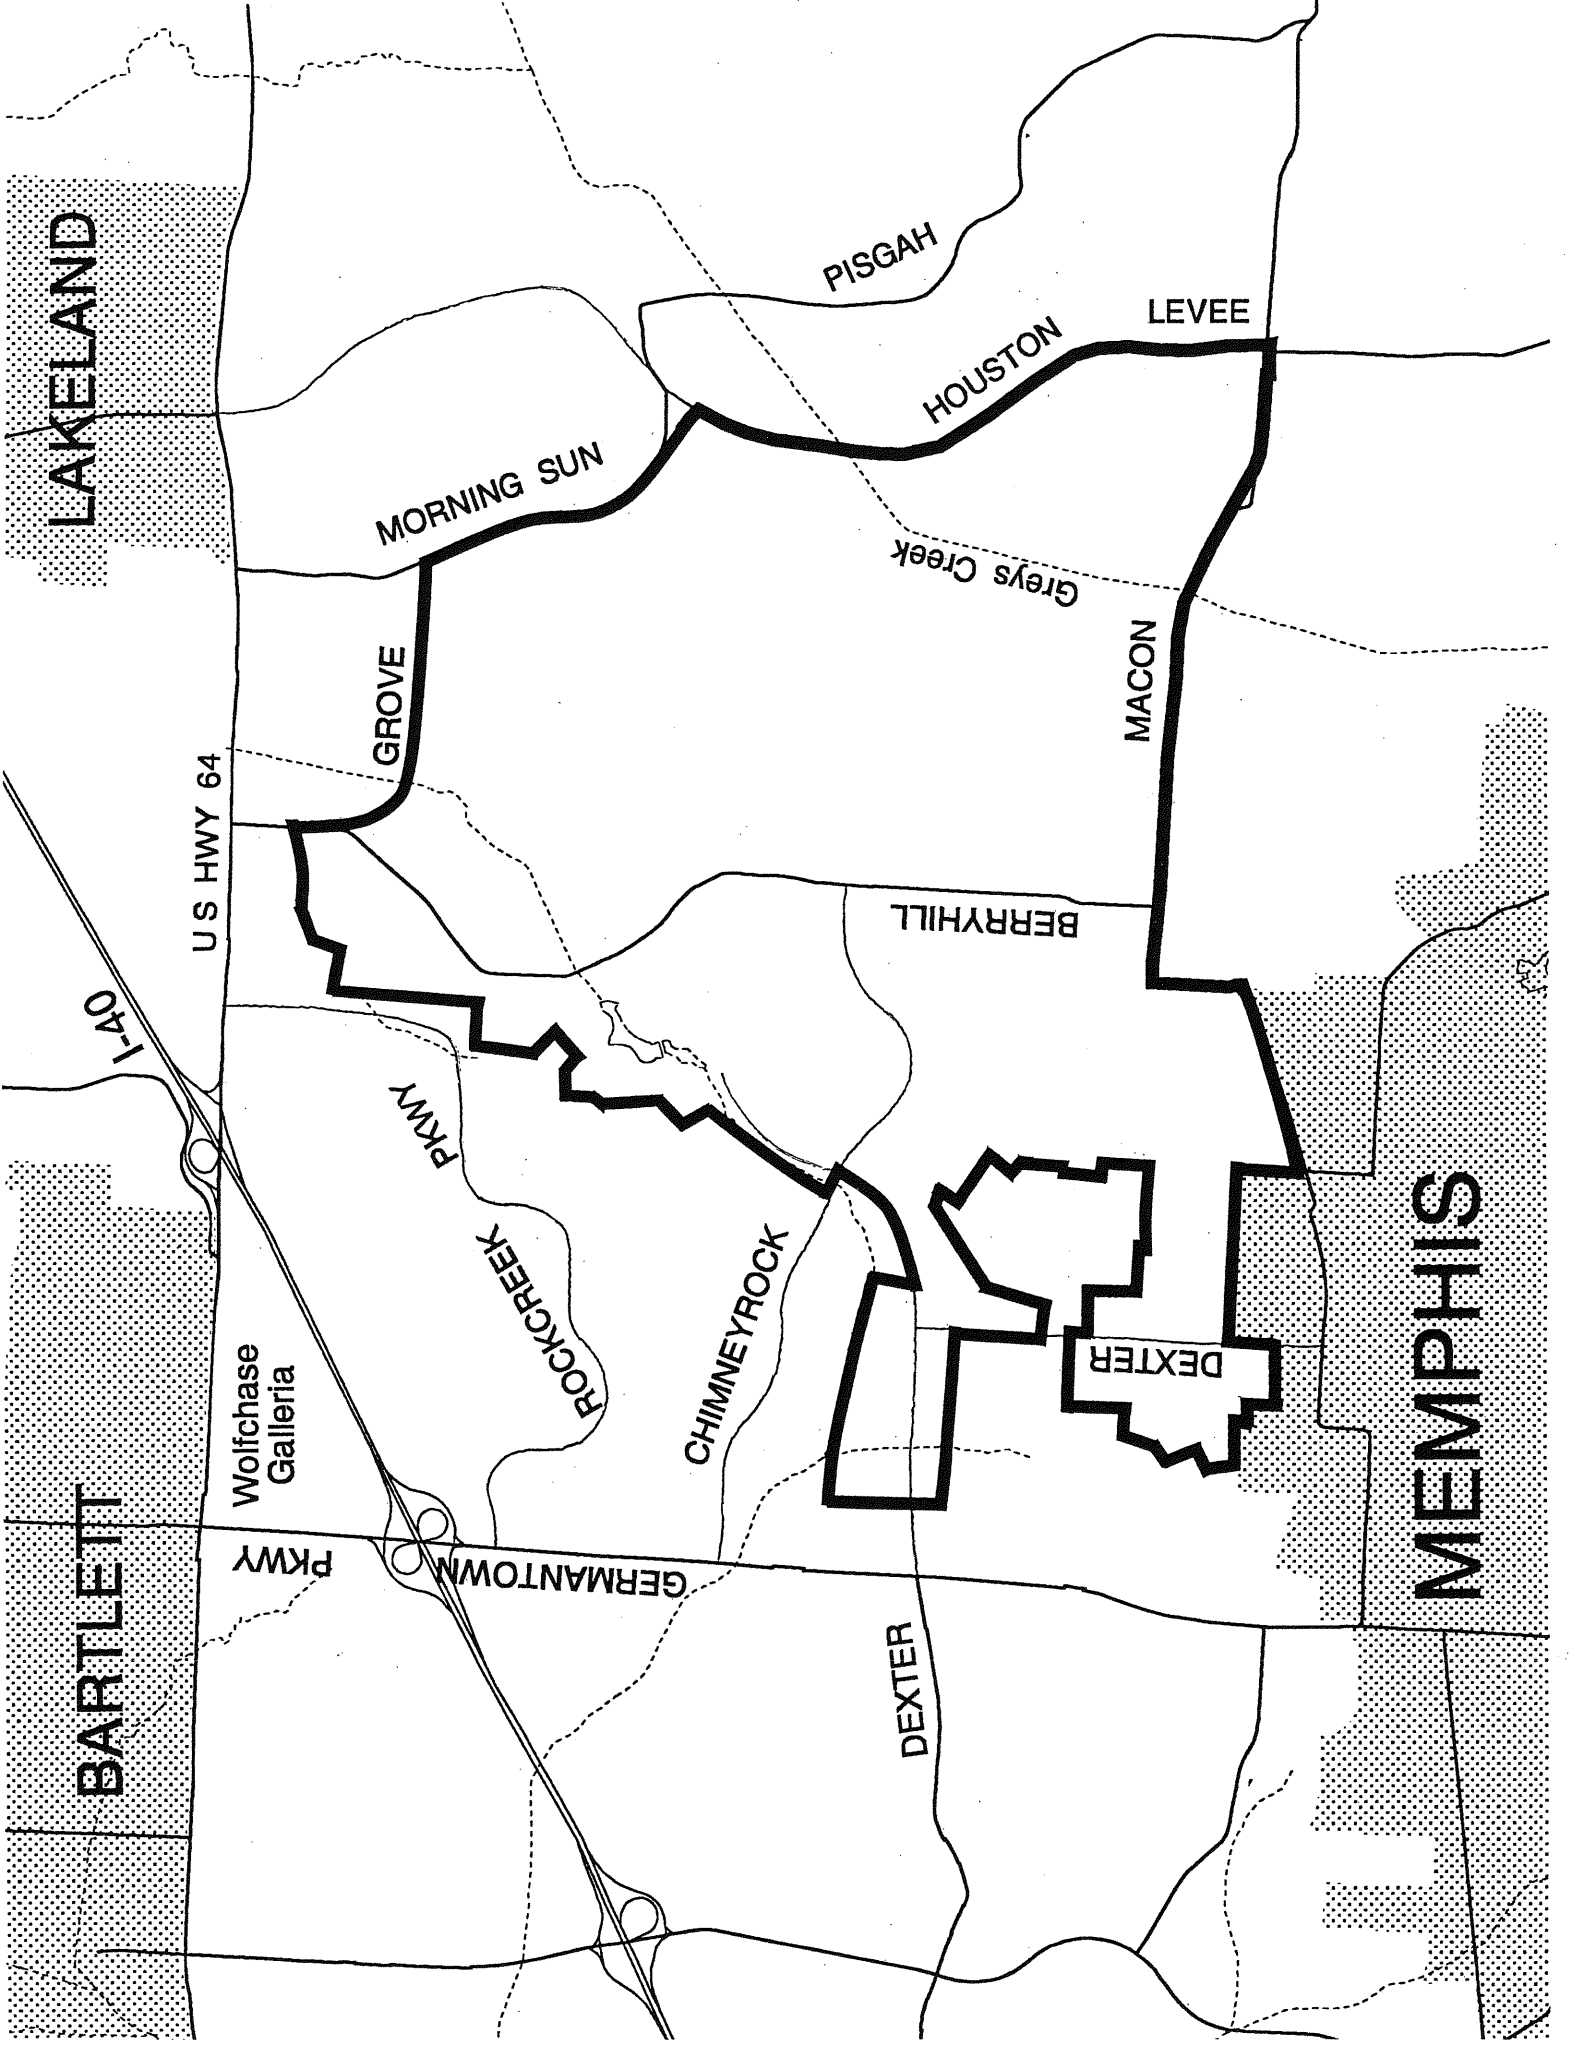 LAKELAND
BARTLETT
MEMPHIS
U S HWY 64
I-40
Wolfchase
Galleria
PKWY
GERMANTOWN
ROCKCREEK
PKWY
CHIMNEYROCK
DEXTER
DEXTER
BERRYHILL
GROVE
MORNING SUN
HOUSTON
LEVEE
PISGAH
Greys Creek
MACON